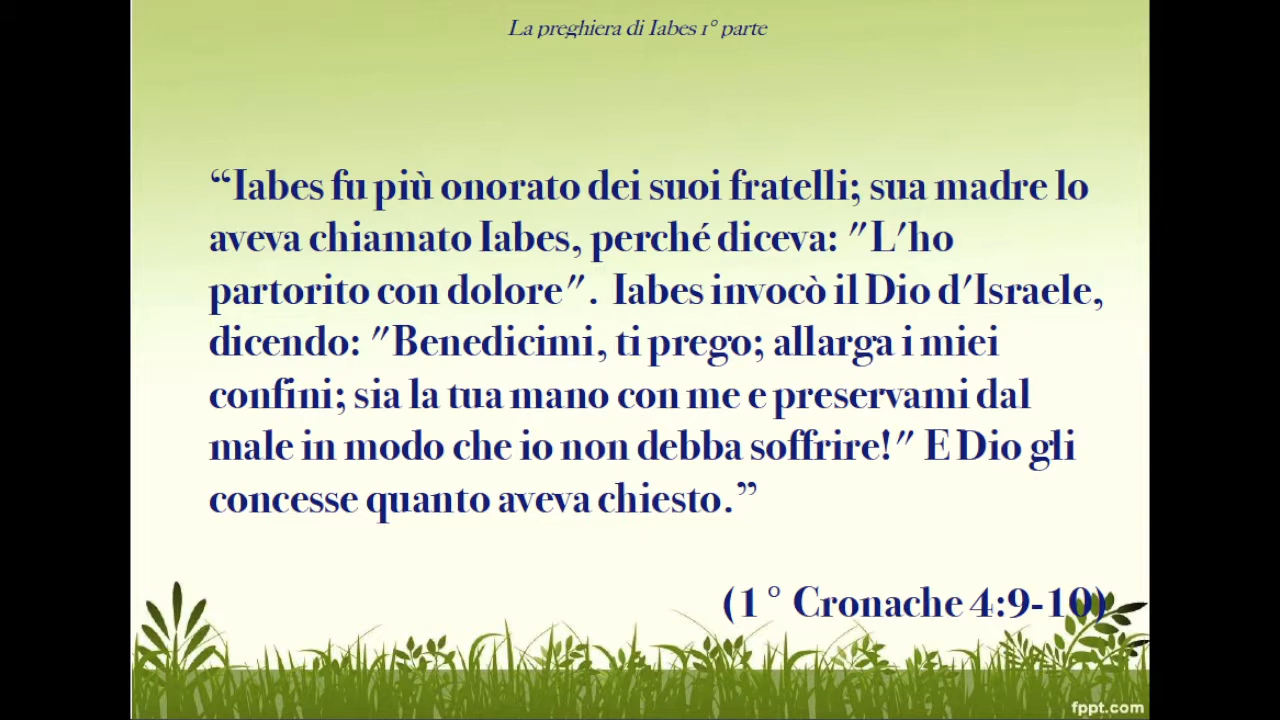 La preghiera di Iabes 1° parte
“Iabes fu più onorato dei suoi fratelli; sua madre lo
aveva chiamato Iabes, perché diceva: "L'ho
partorito con dolore". Iabes invocò il Dio d'Israele,
dicendo: "Benedicimi, ti prego; allarga i miei
confini; sia la tua mano con me e preservami dal
male in modo che io non debba soffrire!" E Dio gli
concesse quanto aveva chiesto.”
(1° Cronache 4:9-10)
fppt.com